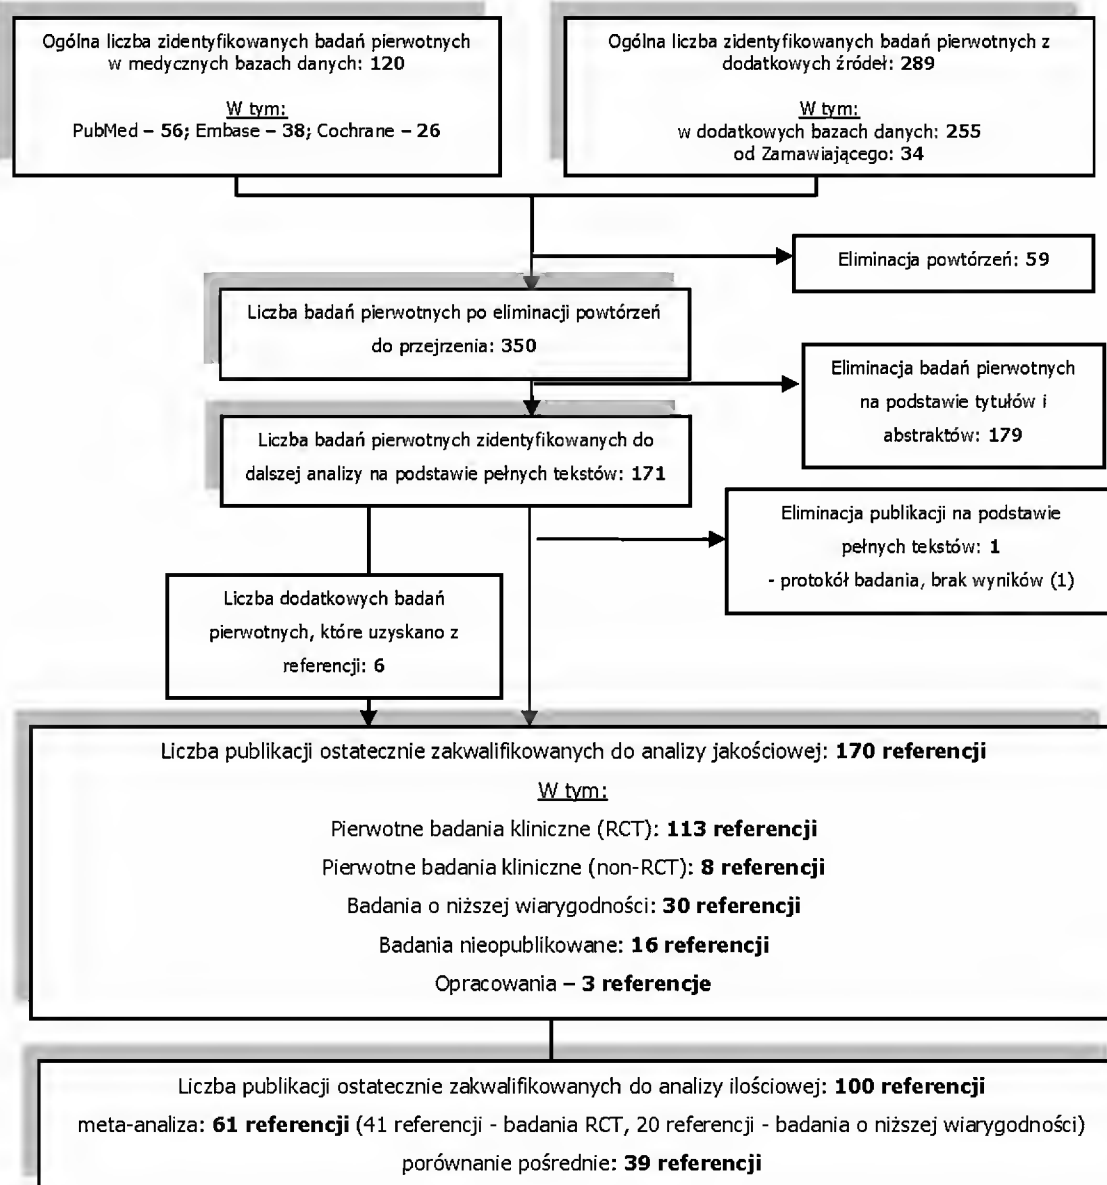 Ogólna liczba zidentyfikowanych badań pierwotnych
w medycznych bazach danych: 120
W tym:
PubMed – 56; Embase – 38; Cochrane – 26
Ogólna liczba zidentyfikowanych badań pierwotnych z
dodatkowych źródeł: 289
W tym:
w dodatkowych bazach danych: 255
od Zamawiającego: 34
Eliminacja powtórzeń: 59
Liczba badań pierwotnych po eliminacji powtórzeń
do przejrzenia: 350
Eliminacja badań pierwotnych
na podstawie tytułów i
abstraktów: 179
Liczba badań pierwotnych zidentyfikowanych do
dalszej analizy na podstawie pełnych tekstów: 171
Eliminacja publikacji na podstawie
pełnych tekstów: 1
- protokół badania, brak wyników (1)
Liczba dodatkowych badań
pierwotnych, które uzyskano z
referencji: 6
Liczba publikacji ostatecznie zakwalifikowanych do analizy jakościowej: 170 referencji
W tym:
Pierwotne badania kliniczne (RCT): 113 referencji
Pierwotne badania kliniczne (non-RCT): 8 referencji
Badania o niższej wiarygodności: 30 referencji
Badania nieopublikowane: 16 referencji
Opracowania – 3 referencje
Liczba publikacji ostatecznie zakwalifikowanych do analizy ilościowej: 100 referencji
meta-analiza: 61 referencji (41 referencji - badania RCT, 20 referencji - badania o niższej wiarygodności)
porównanie pośrednie: 39 referencji